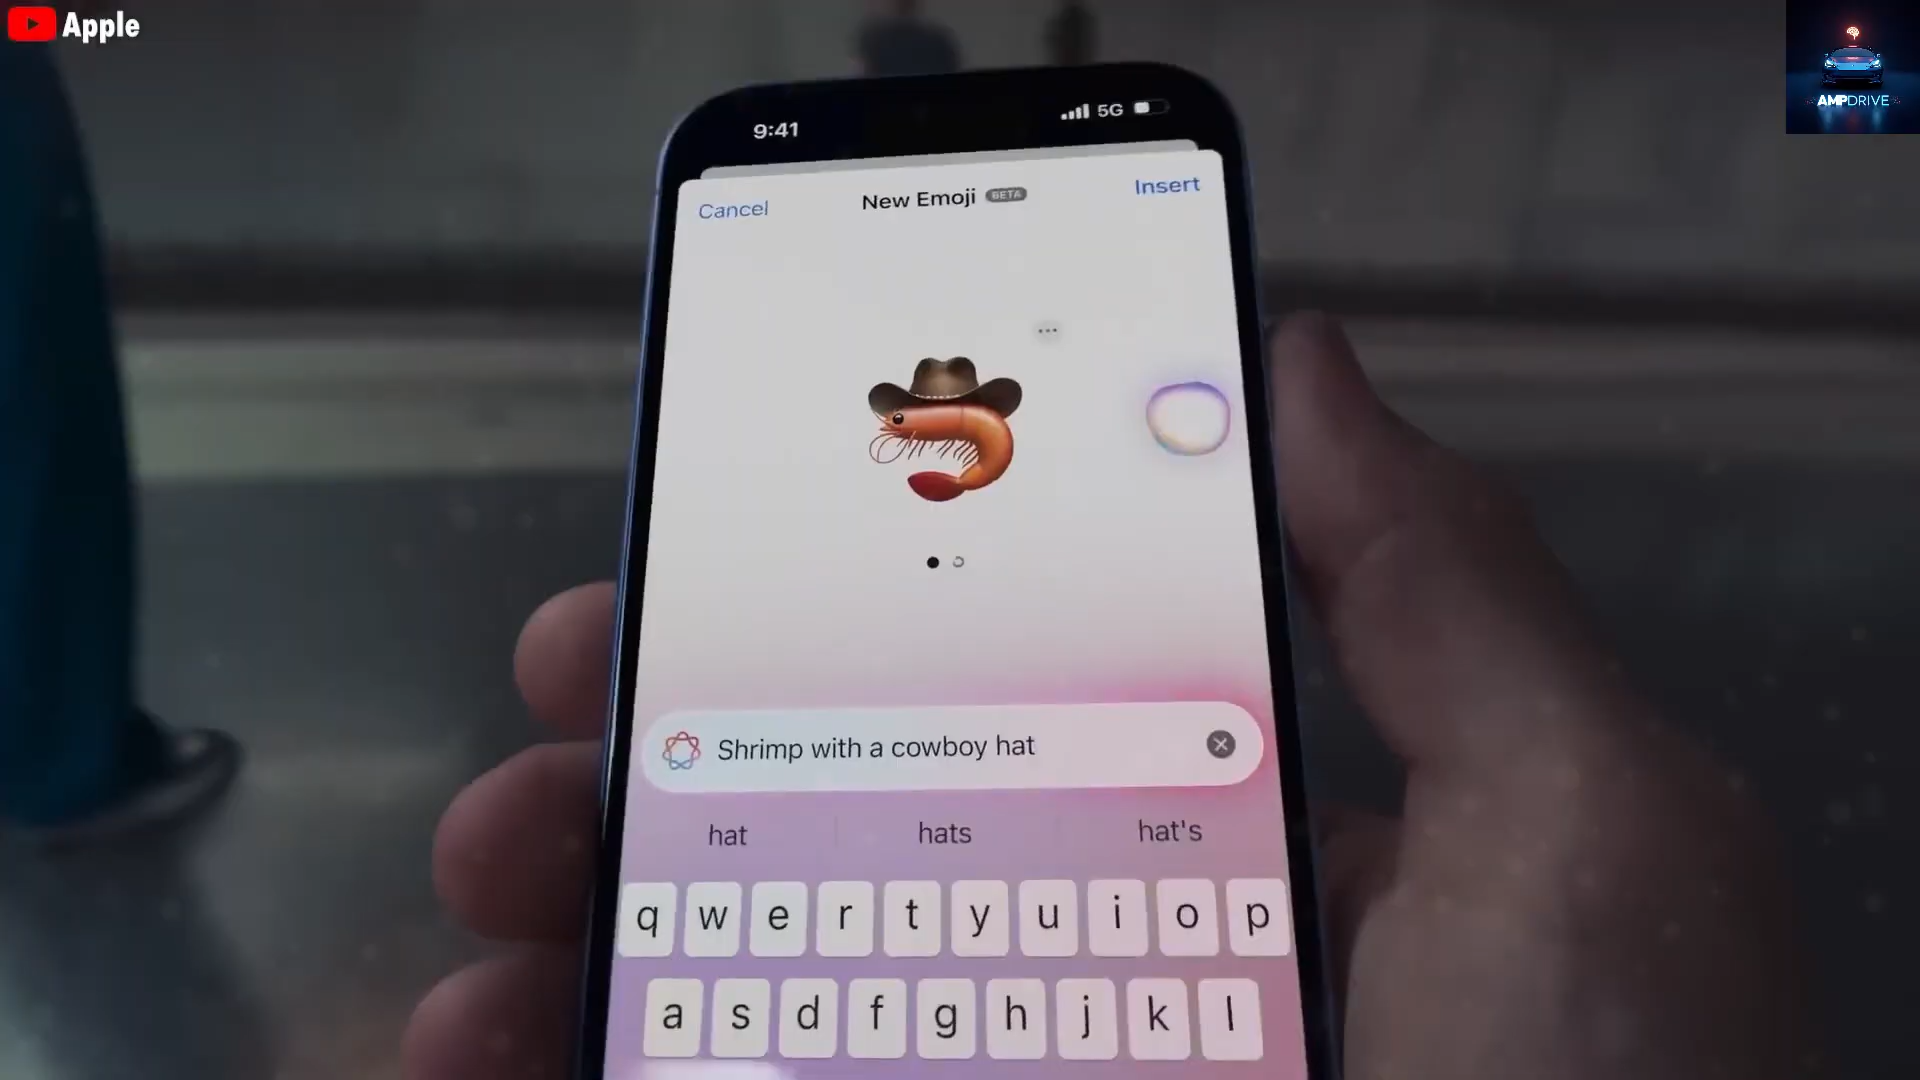 Apple
AMPDRIVE
9:41
5G
Cancel
New Emoji BETA
Insert
Shrimp with a cowboy hat
hat
hats
hat's
q w e r t y u i o p
a s d f g h j k l